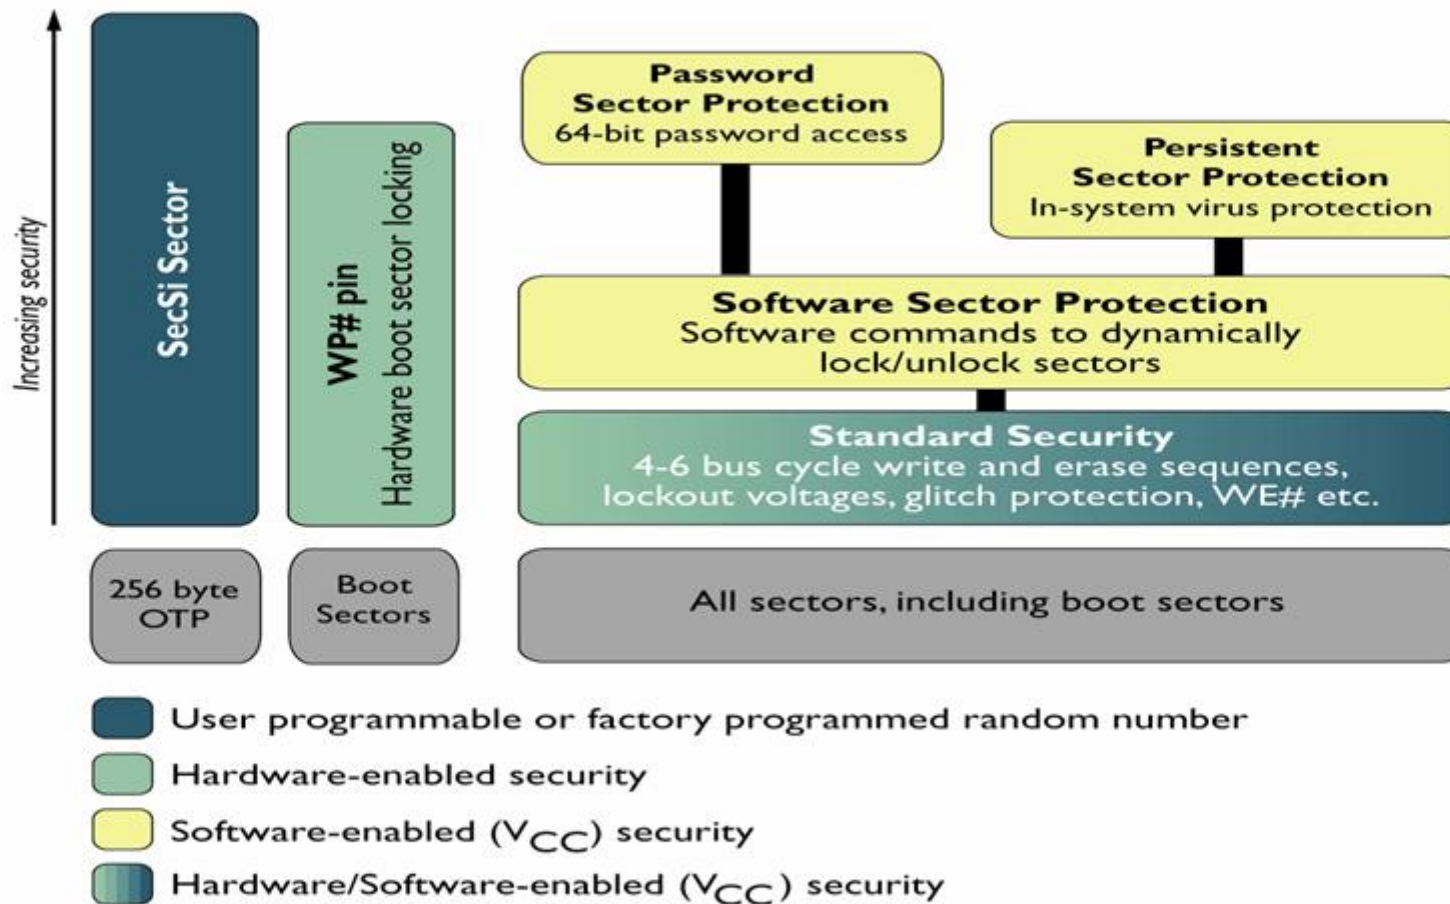 Increasing security
SecSi Sector
WP# pin
Hardware boot sector locking
Password
Sector Protection
64-bit password access
Persistent
Sector Protection
In-system virus protection
Software Sector Protection
Software commands to dynamically
lock/unlock sectors
Standard Security
4-6 bus cycle write and erase sequences,
lockout voltages, glitch protection, WE# etc.
256 byte
OTP
Boot
Sectors
All sectors, including boot sectors
User programmable or factory programmed random number
Hardware-enabled security
Software-enabled (VCC) security
Hardware/Software-enabled (VCC) security